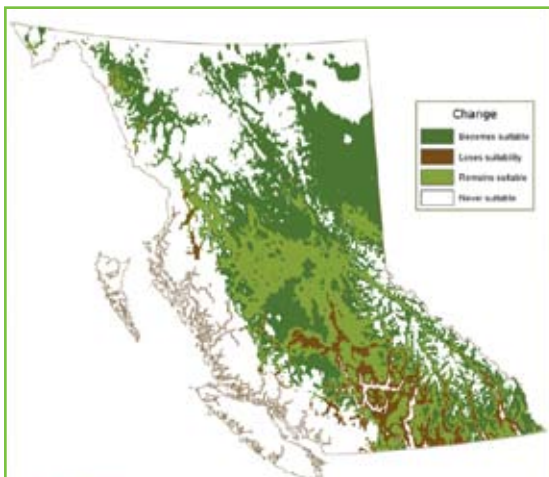 Change
Becomes suitable
Loses suitability
Remains suitable
Never suitable